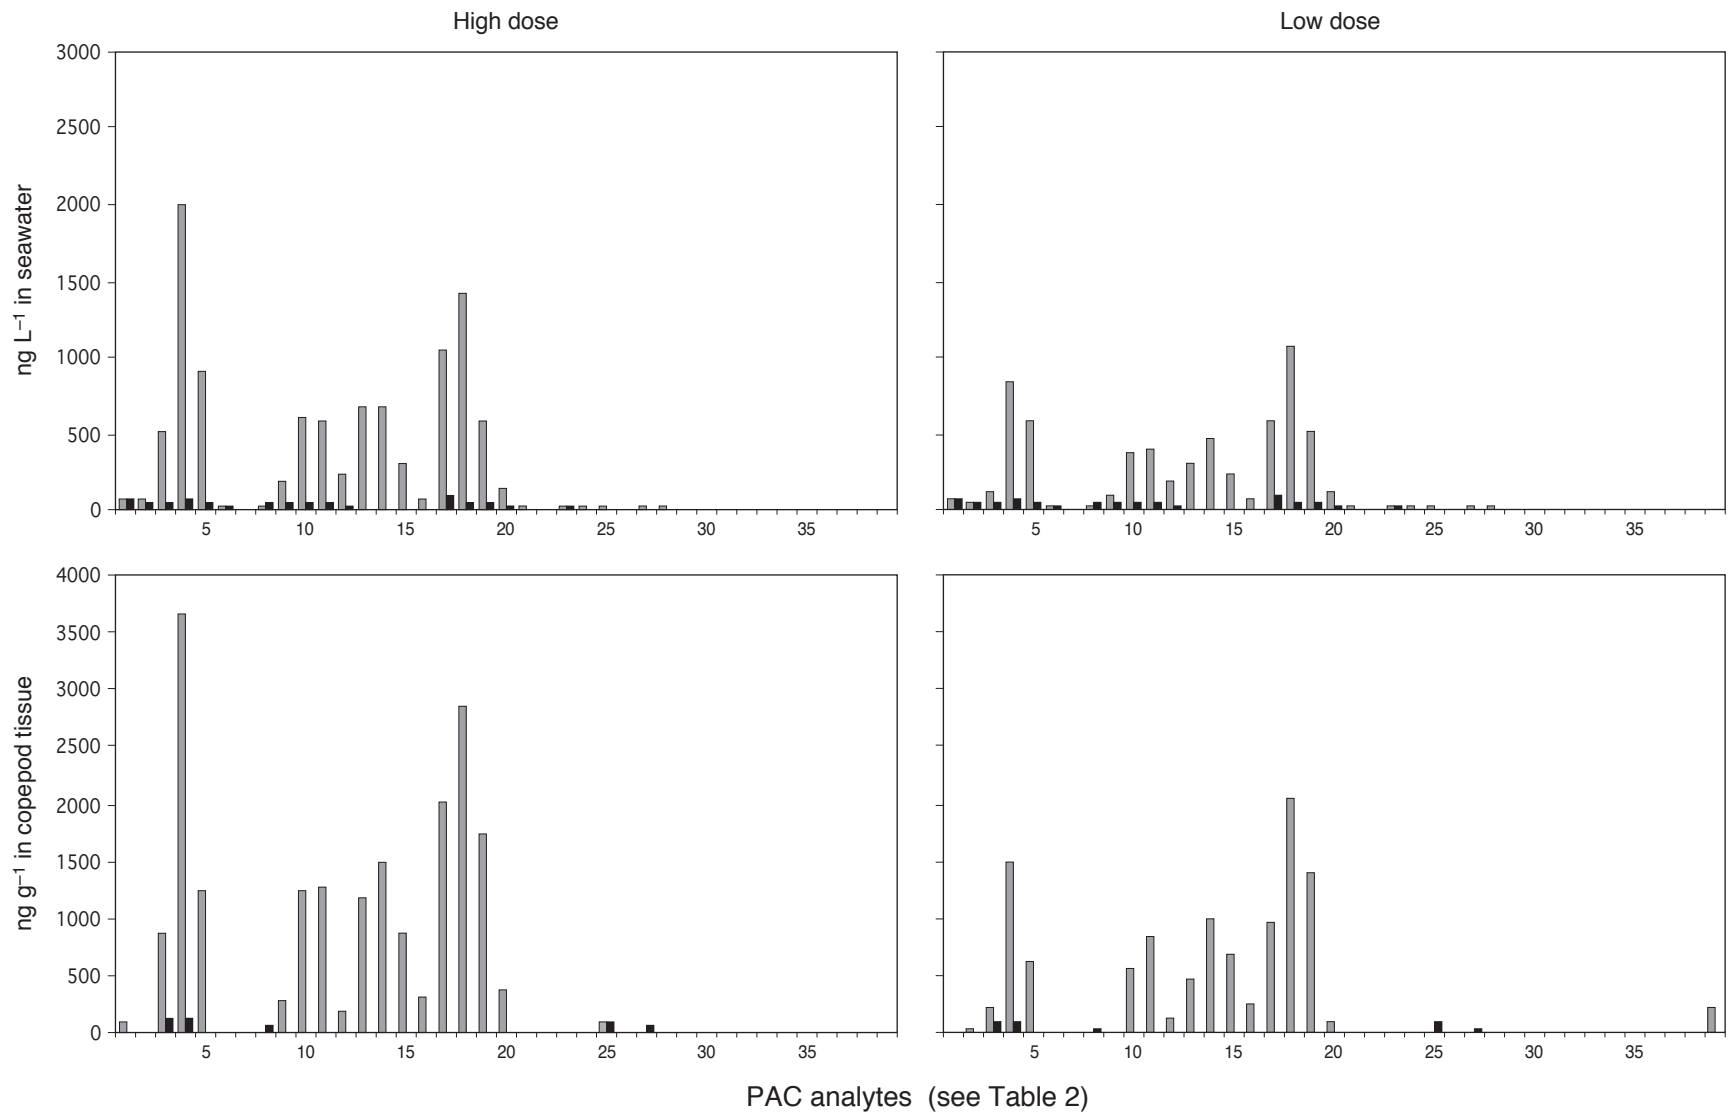 High dose
Low dose
3000
2500
2000
1500
1000
500
0
ng L⁻¹ in seawater
5 10 15 20 25 30 35
5 10 15 20 25 30 35
4000
3500
3000
2500
2000
1500
1000
500
0
ng g⁻¹ in copepod tissue
5 10 15 20 25 30 35
5 10 15 20 25 30 35
PAC analytes (see Table 2)